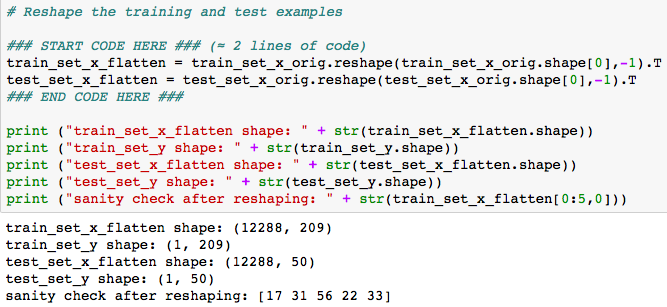 # Reshape the training and test examples
### START CODE HERE ### (≈ 2 lines of code)
train_set_x_flatten = train_set_x_orig.reshape(train_set_x_orig.shape[0],-1).T
test_set_x_flatten = test_set_x_orig.reshape(test_set_x_orig.shape[0],-1).T
### END CODE HERE ###
print ("train_set_x_flatten shape: " + str(train_set_x_flatten.shape))
print ("train_set_y shape: " + str(train_set_y.shape))
print ("test_set_x_flatten shape: " + str(test_set_x_flatten.shape))
print ("test_set_y shape: " + str(test_set_y.shape))
print ("sanity check after reshaping: " + str(train_set_x_flatten[0:5,0]))
train_set_x_flatten shape: (12288, 209)
train_set_y shape: (1, 209)
test_set_x_flatten shape: (12288, 50)
test_set_y shape: (1, 50)
sanity check after reshaping: [17 31 56 22 33]